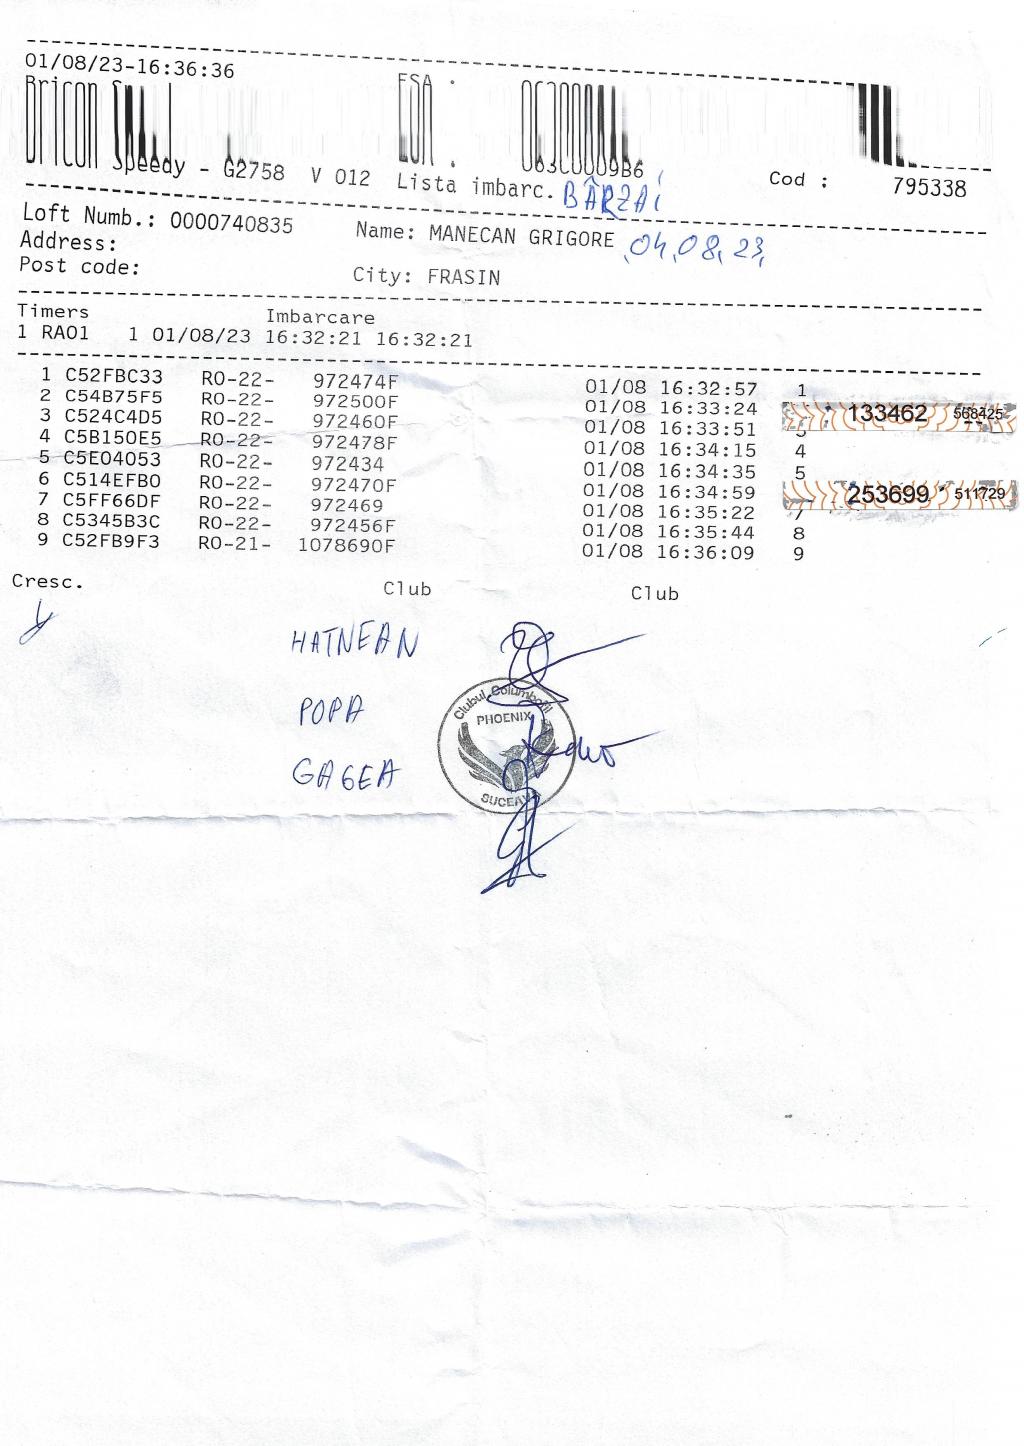 01/08/23-16:36:36
Bricon Speedy - G2758 V 012 Lista imbarc. BÂRZAI Cod : 795338
Loft Numb.: 0000740835 Name: MANECAN GRIGORE 04.08.23.
Address:
Post code: City: FRASIN
Timers Imbarcare
1 RA01 1 01/08/23 16:32:21 16:32:21
1 C52FBC33 RO-22- 972474F 01/08 16:32:57 1
2 C54B75F5 RO-22- 972500F 01/08 16:33:24 133462 568425
3 C524C4D5 RO-22- 972460F 01/08 16:33:51 3
4 C5B150E5 RO-22- 972478F 01/08 16:34:15 4
5 C5E04053 RO-22- 972434 01/08 16:34:35 5
6 C514EFB0 RO-22- 972470F 01/08 16:34:59 253699 511729
7 C5FF66DF RO-22- 972469 01/08 16:35:22 7
8 C5345B3C RO-22- 972456F 01/08 16:35:44 8
9 C52FB9F3 RO-21- 1078690F 01/08 16:36:09 9
Cresc. Club Club
HATNEAN
POPA
GAGEA
Clubul Columbofil
PHOENIX
SUCEAVA